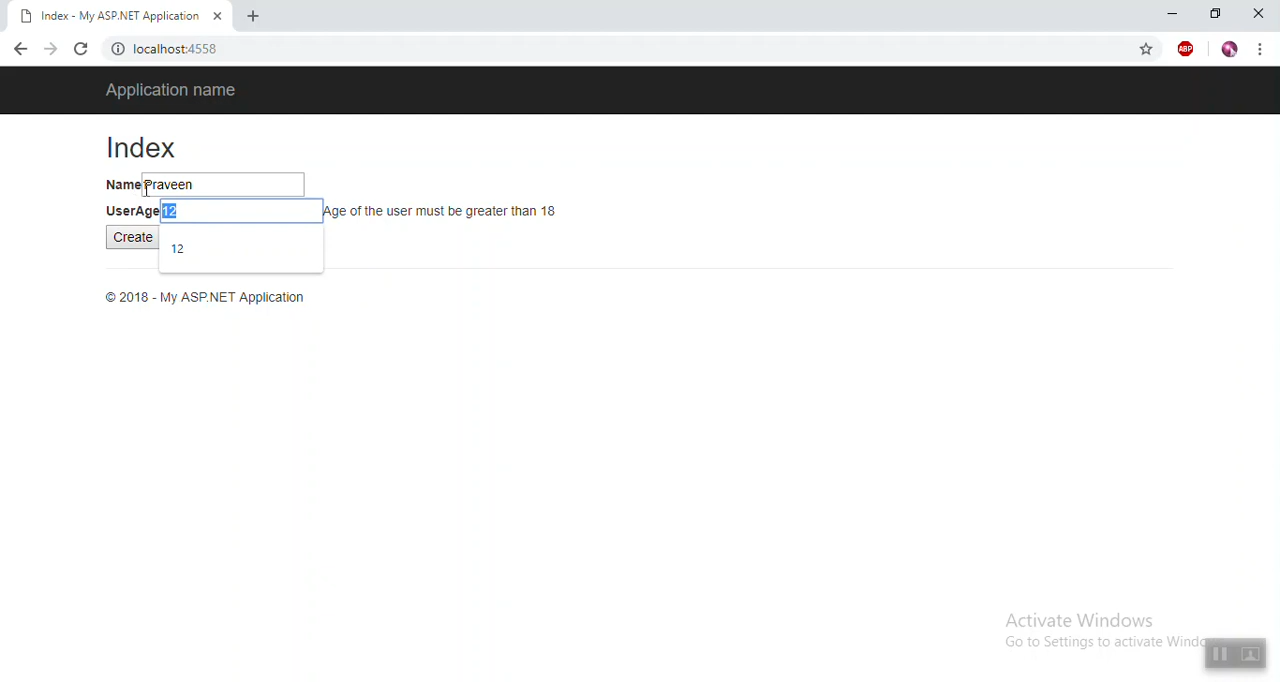 Index - My ASP.NET Application
localhost:4558
ABP
Application name
Index
Name Praveen
UserAge 12 Age of the user must be greater than 18
Create
12
© 2018 - My ASP.NET Application
Activate Windows
Go to Settings to activate